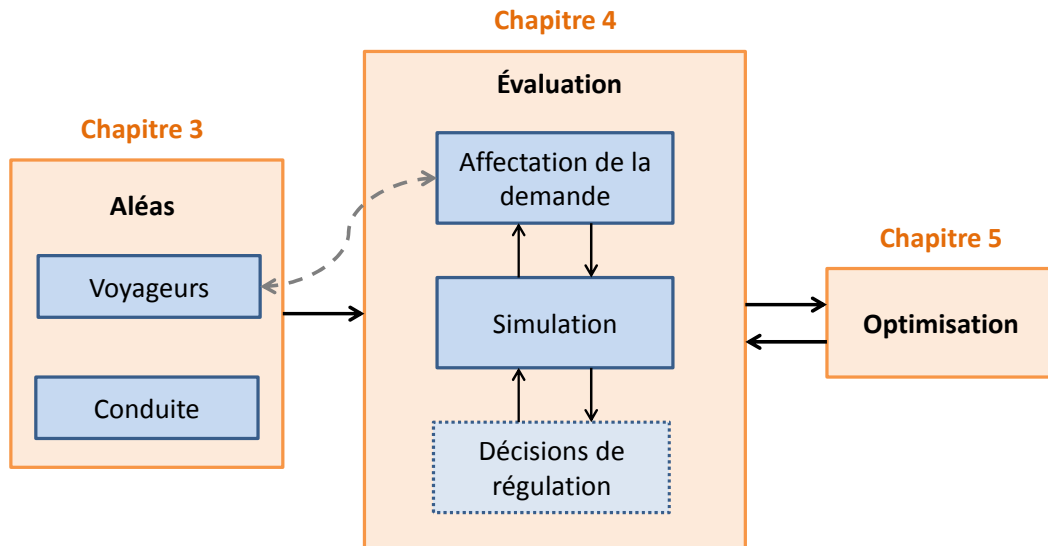 Chapitre 3
Aléas
Voyageurs
Conduite
Chapitre 4
Évaluation
Affectation de la
demande
Simulation
Décisions de
régulation
Chapitre 5
Optimisation